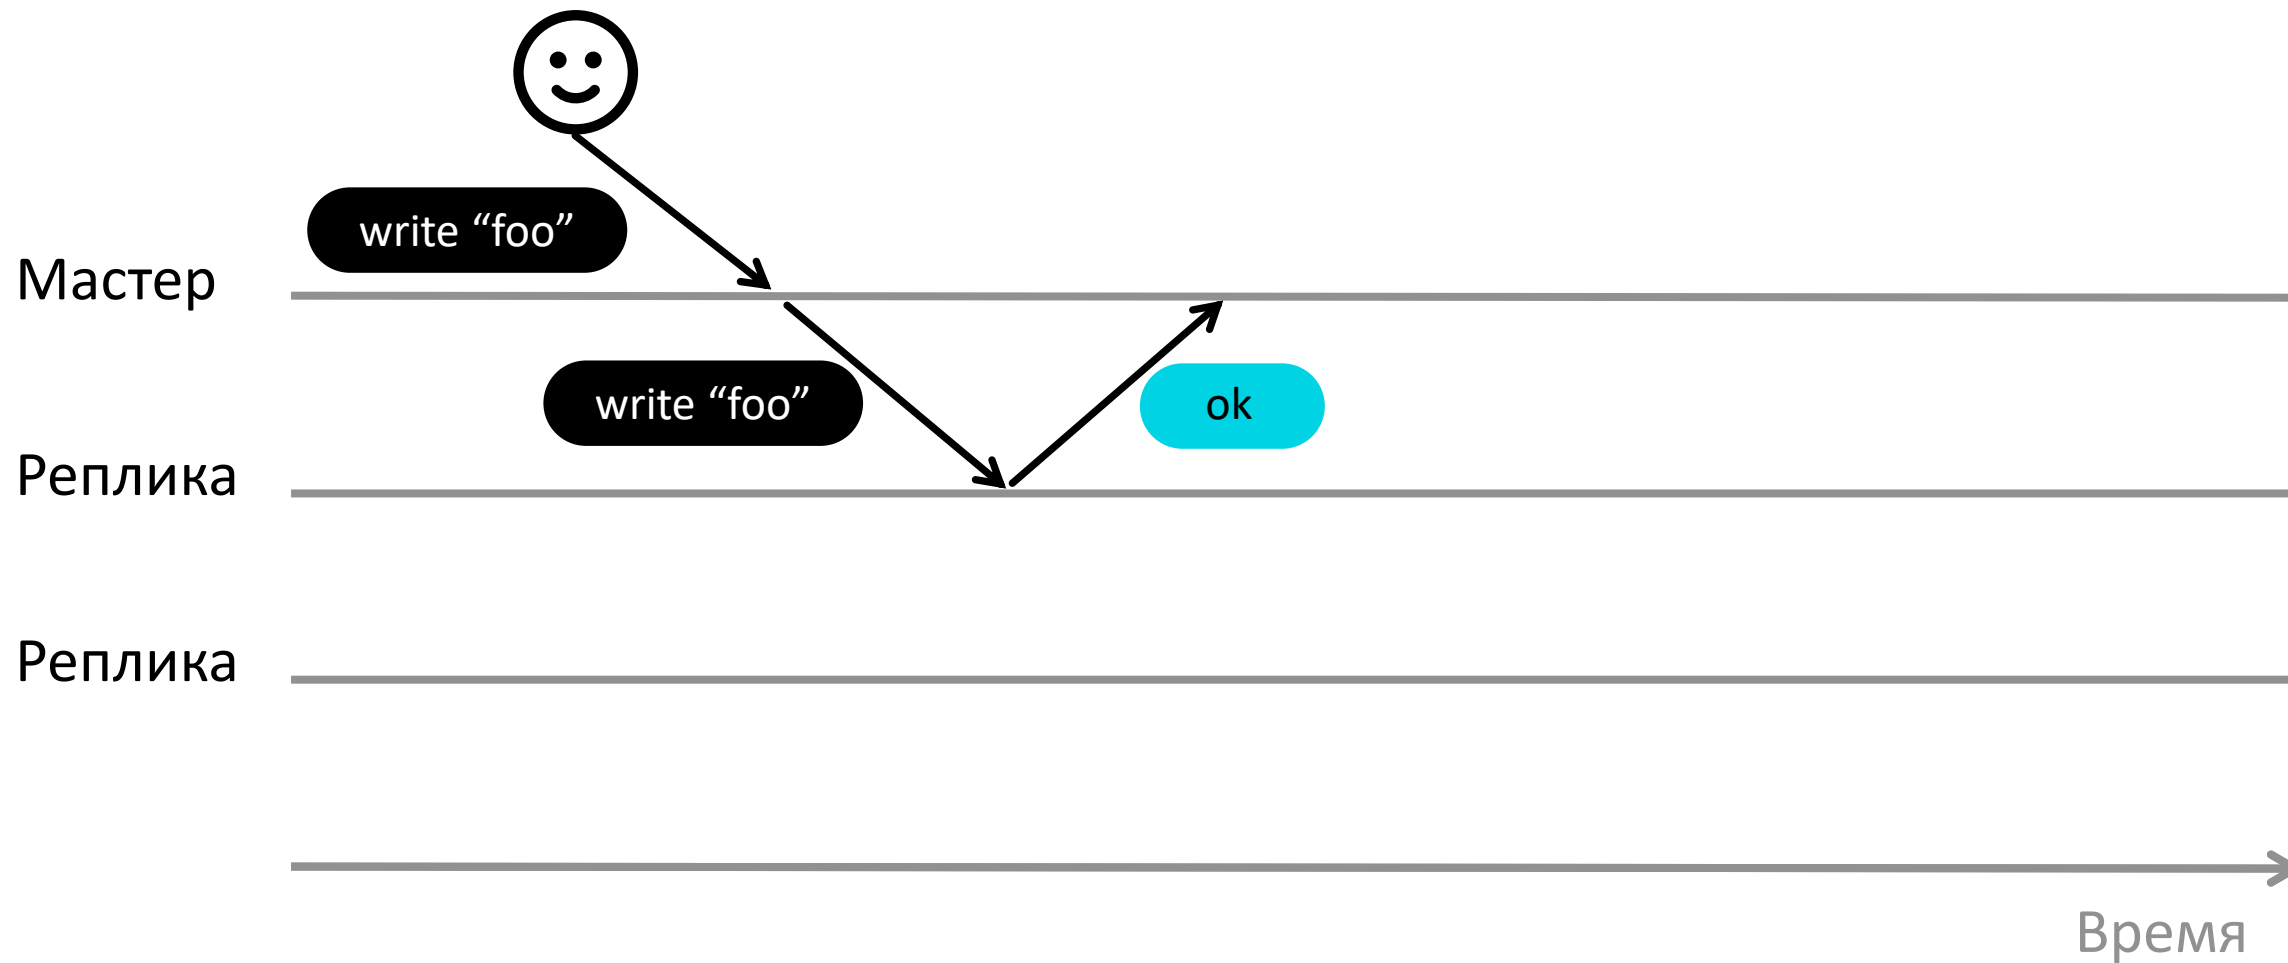 write “foo”
Мастер
write “foo”
ok
Реплика
Реплика
Время